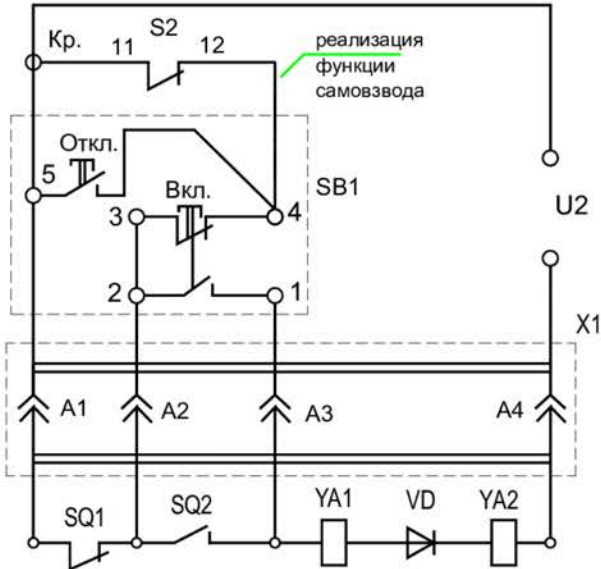 S2
Кр.
11
12
реализация
функции
самовзвода
Откл.
5
Вкл.
3
4
SB1
U2
2
1
X1
A1
A2
A3
A4
SQ1
SQ2
YA1
VD
YA2